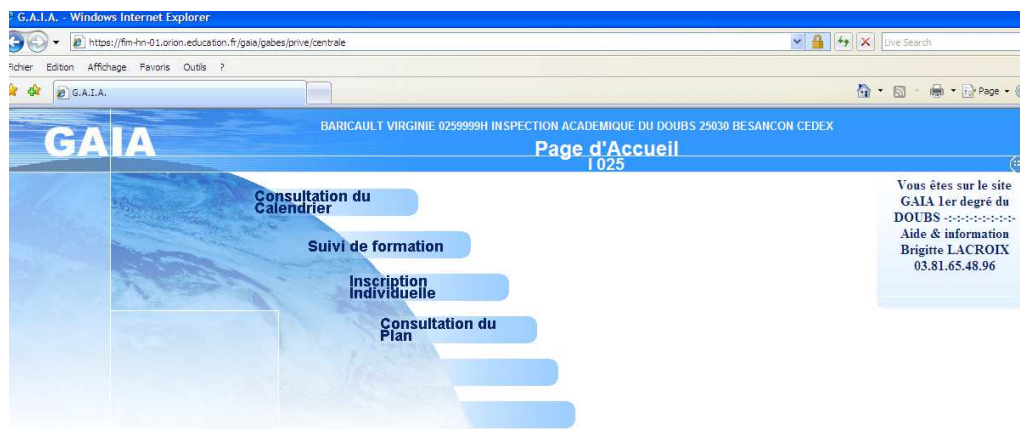 G.A.I.A. - Windows Internet Explorer
https://fim-hn-01.orion.education.fr/gaia/gabes/prive/centrale
Live Search
Fichier Edition Affichage Favoris Outils ?
G.A.I.A.
Page
GAIA
BARICAULT VIRGINIE 0259999H INSPECTION ACADEMIQUE DU DOUBS 25030 BESANCON CEDEX
Page d'Accueil
I 025
Consultation du
Calendrier
Suivi de formation
Inscription
Individuelle
Consultation du
Plan
Vous êtes sur le site
GAIA 1er degré du
DOUBS -:-:-:-:-:-:-:-
Aide & information
Brigitte LACROIX
03.81.65.48.96